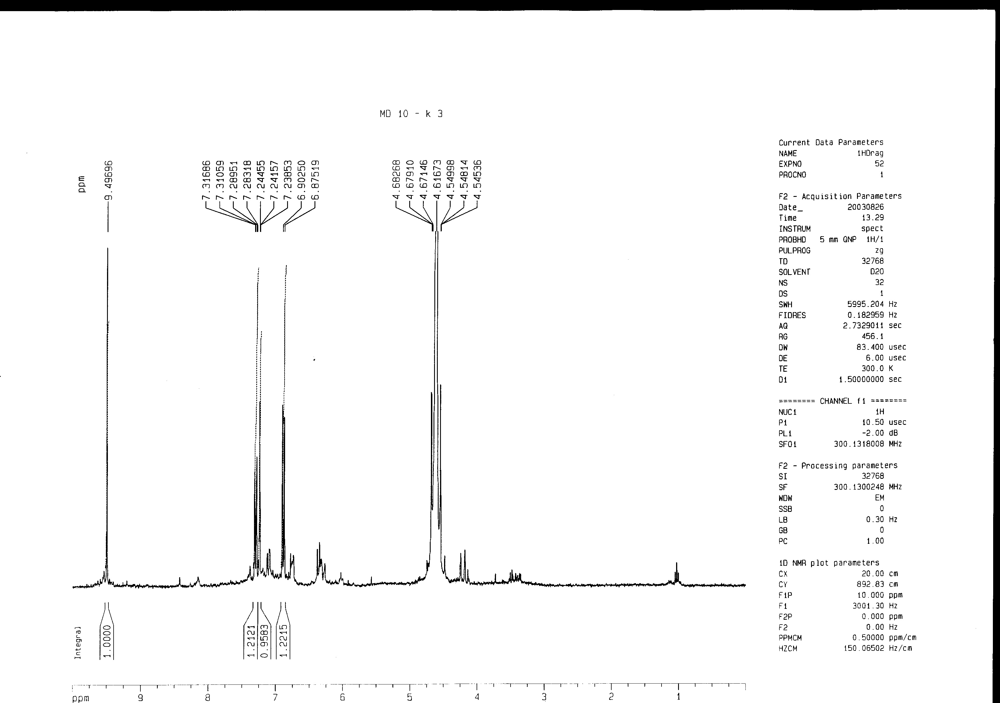 MD 10 - k 3
ppm
9.49696
7.31686
7.31059
7.28951
7.28318
7.24455
7.24157
7.23853
6.90250
6.87519
4.68268
4.67910
4.67146
4.61673
4.54998
4.54814
4.54536
Current Data Parameters
NAME 1HDrag
EXPNO 52
PROCNO 1
F2 - Acquisition Parameters
Date_ 20030826
Time 13.29
INSTRUM spect
PROBHD 5 mm QNP 1H/1
PULPROG zg
TD 32768
SOLVENT D2O
NS 32
DS 1
SWH 5995.204 Hz
FIDRES 0.182959 Hz
AQ 2.7329011 sec
RG 456.1
DW 83.400 usec
DE 6.00 usec
TE 300.0 K
D1 1.50000000 sec
======== CHANNEL f1 ========
NUC1 1H
P1 10.50 usec
PL1 -2.00 dB
SFO1 300.1318008 MHz
F2 - Processing parameters
SI 32768
SF 300.1300248 MHz
WDW EM
SSB 0
LB 0.30 Hz
GB 0
PC 1.00
1D NMR plot parameters
CX 20.00 cm
CY 892.83 cm
F1P 10.000 ppm
F1 3001.30 Hz
F2P 0.000 ppm
F2 0.00 Hz
PPMCM 0.50000 ppm/cm
HZCM 150.06502 Hz/cm
Integral
1.0000
1.2121
0.9583
1.2215
ppm 9 8 7 6 5 4 3 2 1